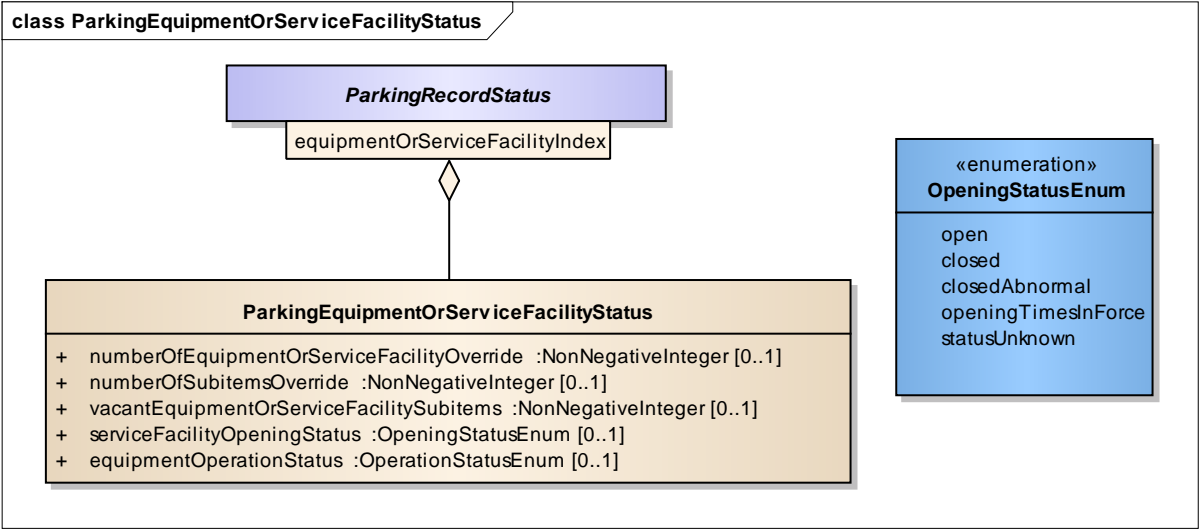 class ParkingEquipmentOrServiceFacilityStatus
ParkingRecordStatus
equipmentOrServiceFacilityIndex
«enumeration»
OpeningStatusEnum
open
closed
closedAbnormal
openingTimesInForce
statusUnknown
ParkingEquipmentOrServiceFacilityStatus
+ numberOfEquipmentOrServiceFacilityOverride :NonNegativeInteger [0..1]
+ numberOfSubitemsOverride :NonNegativeInteger [0..1]
+ vacantEquipmentOrServiceFacilitySubitems :NonNegativeInteger [0..1]
+ serviceFacilityOpeningStatus :OpeningStatusEnum [0..1]
+ equipmentOperationStatus :OperationStatusEnum [0..1]